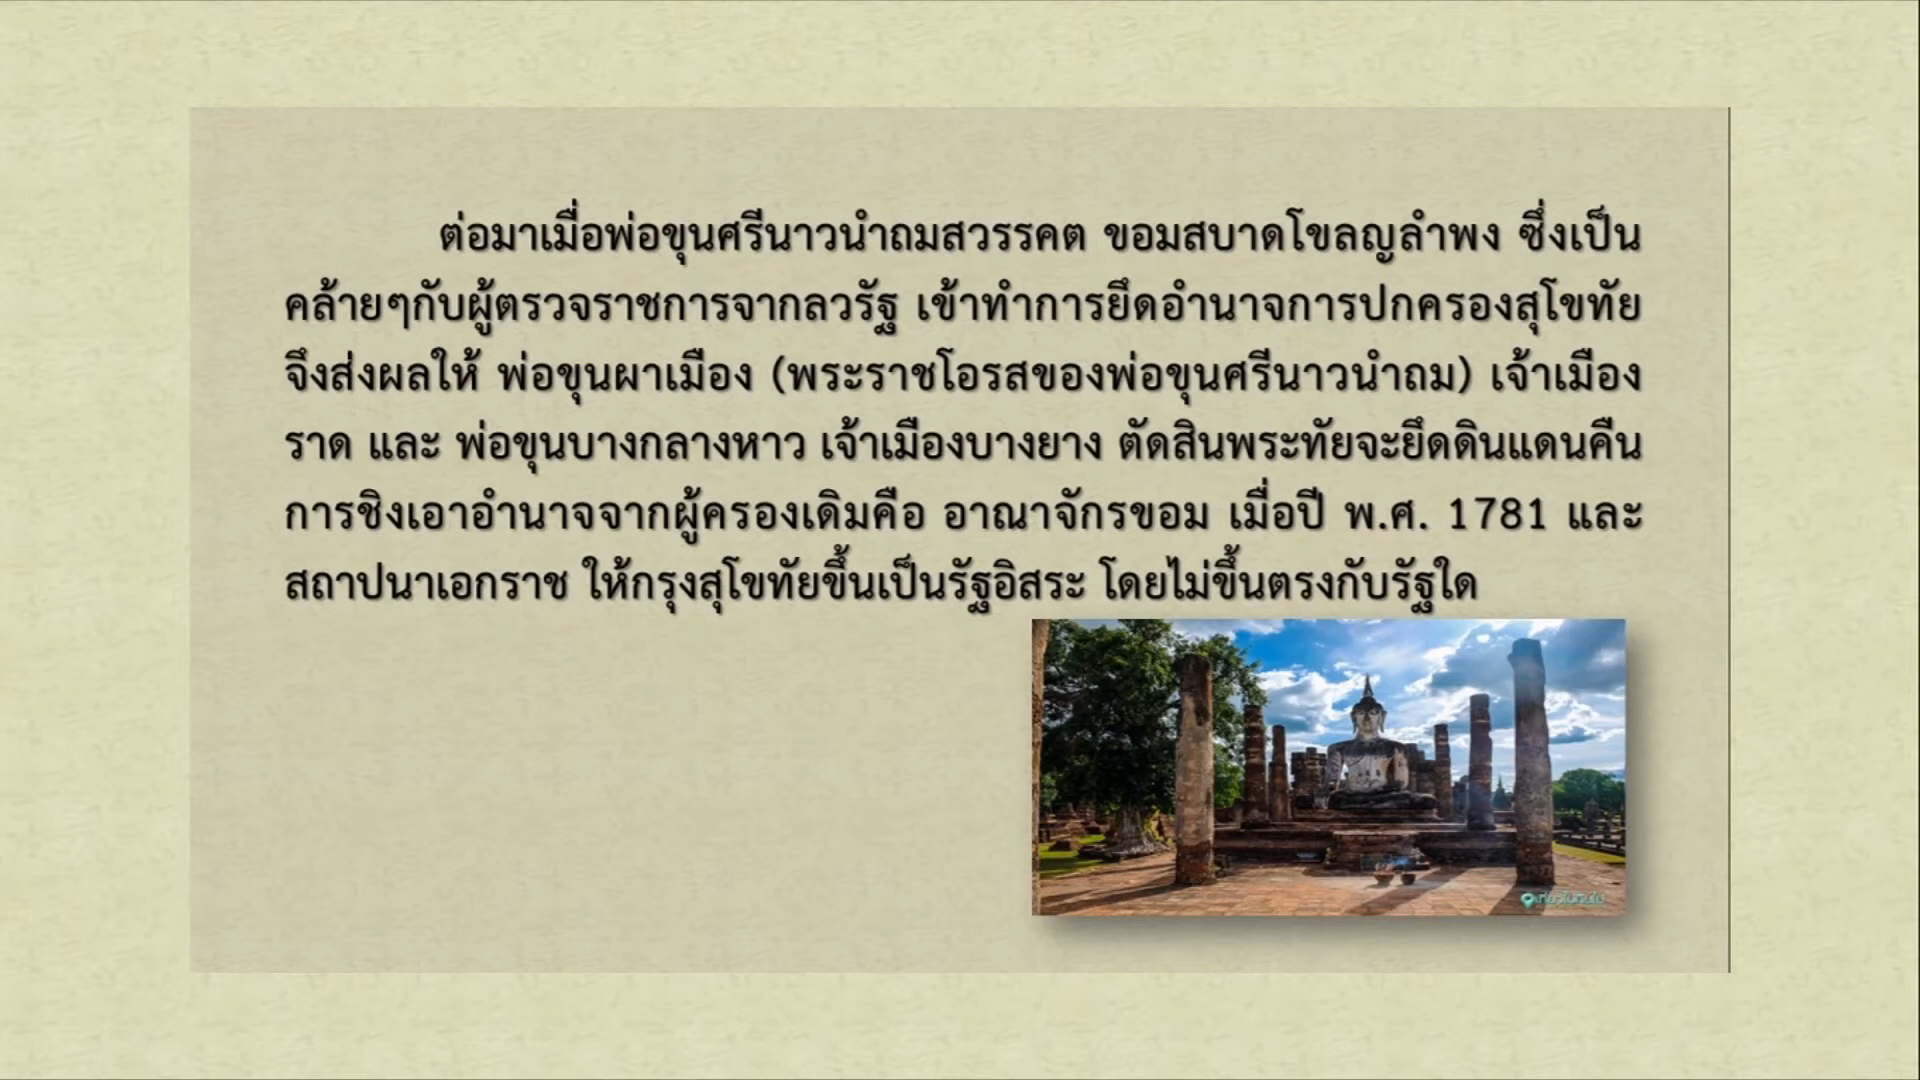 ต่อมาเมื่อพ่อขุนศรีนาวนำถมสวรรคต ขอมสบาดโขลญลำพง ซึ่งเป็น
คล้ายๆกับผู้ตรวจราชการจากลวรัฐ เข้าทำการยึดอำนาจการปกครองสุโขทัย
จึงส่งผลให้ พ่อขุนผาเมือง (พระราชโอรสของพ่อขุนศรีนาวนำถม) เจ้าเมือง
ราด และ พ่อขุนบางกลางหาว เจ้าเมืองบางยาง ตัดสินพระทัยจะยึดดินแดนคืน
การชิงเอาอำนาจจากผู้ครองเดิมคือ อาณาจักรขอม เมื่อปี พ.ศ. 1781 และ
สถาปนาเอกราช ให้กรุงสุโขทัยขึ้นเป็นรัฐอิสระ โดยไม่ขึ้นตรงกับรัฐใด